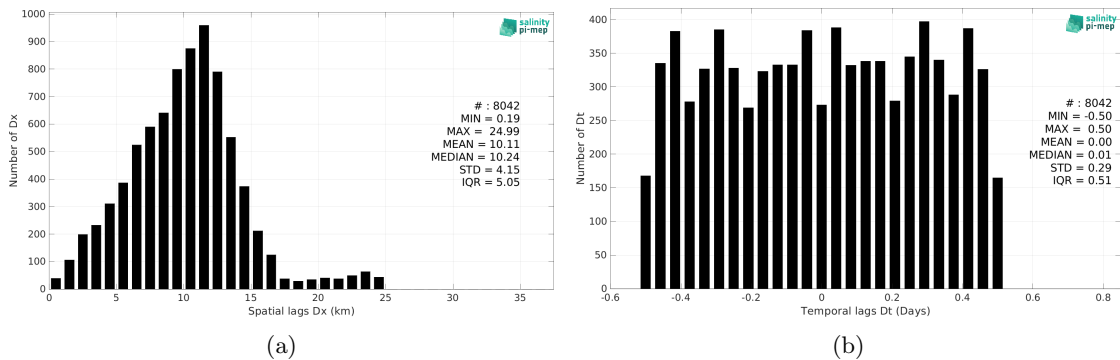 1000
900
800
700
600
500
400
300
200
100
0
0 5 10 15 20 25 30 35
Number of Dx
Spatial lags Dx (km)
salinity
pi-mep
# : 8042
MIN = 0.19
MAX = 24.99
MEAN = 10.11
MEDIAN = 10.24
STD = 4.15
IQR = 5.05
(a)
400
350
300
250
200
150
100
50
0
-0.6 -0.4 -0.2 0 0.2 0.4 0.6 0.8
Number of Dt
Temporal lags Dt (Days)
salinity
pi-mep
# : 8042
MIN = -0.50
MAX = 0.50
MEAN = 0.00
MEDIAN = 0.01
STD = 0.29
IQR = 0.51
(b)